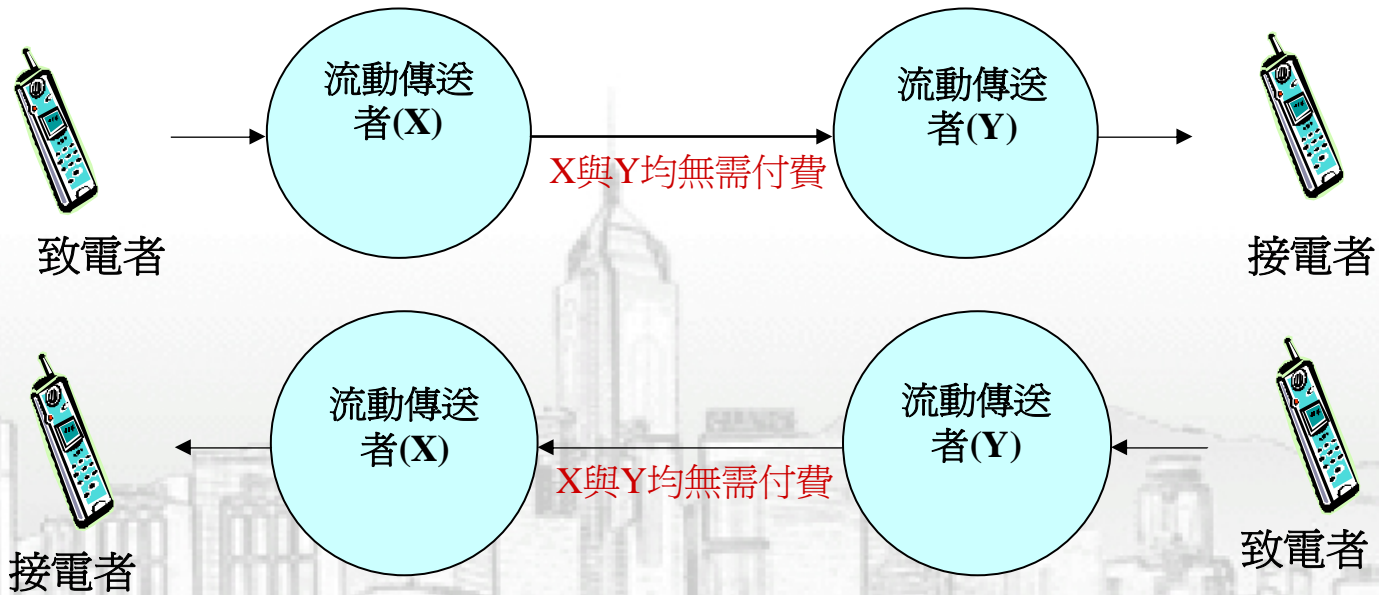 流動傳送
者(X)
流動傳送
者(Y)
X與Y均無需付費
致電者
接電者
流動傳送
者(X)
流動傳送
者(Y)
X與Y均無需付費
接電者
致電者